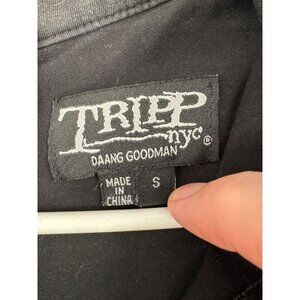 TRIPP
nyc®
DAANG GOODMAN
MADE
IN
CHINA
S